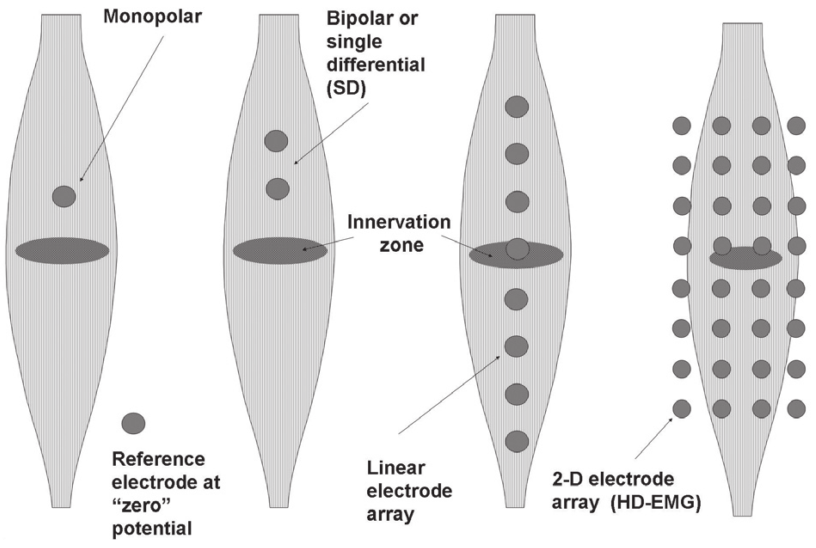 Monopolar
Bipolar or
single
differential
(SD)
Innervation
zone
Reference
electrode at
“zero”
potential
Linear
electrode
array
2-D electrode
array (HD-EMG)